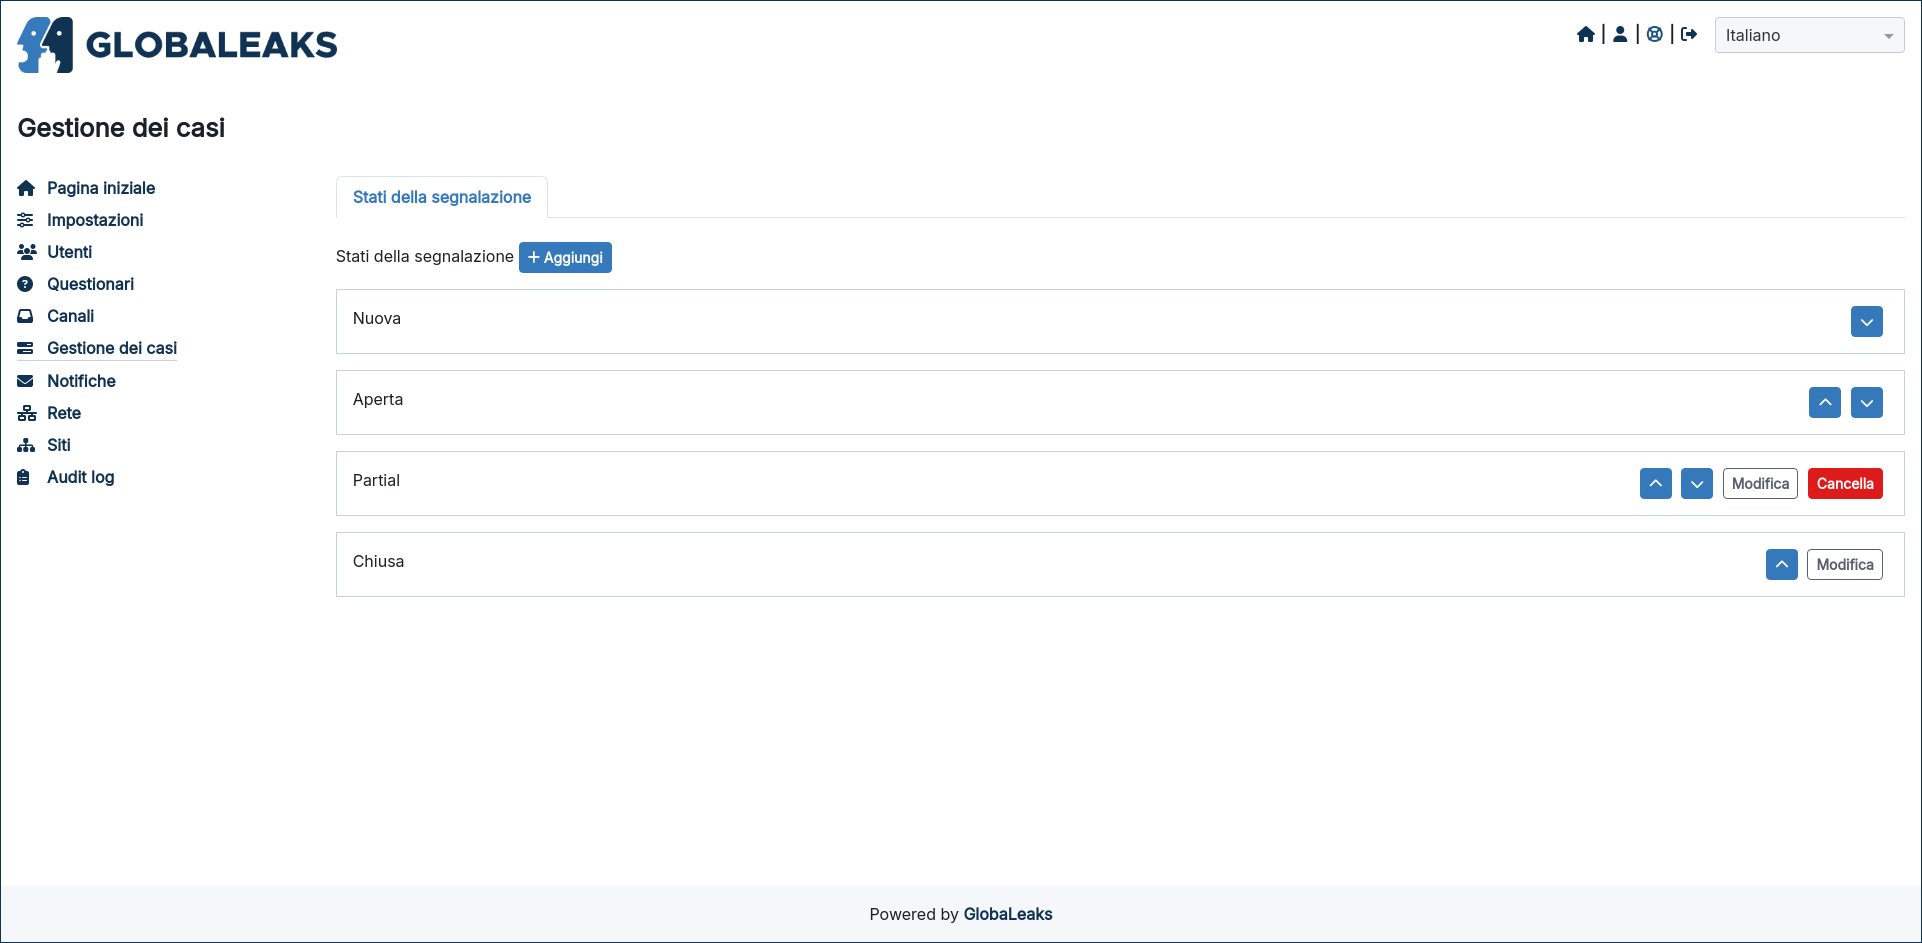 GLOBALEAKS
Italiano
Gestione dei casi
Pagina iniziale
Impostazioni
Utenti
Questionari
Canali
Gestione dei casi
Notifiche
Rete
Siti
Audit log
Stati della segnalazione
Stati della segnalazione + Aggiungi
Nuova
Aperta
Partial Modifica Cancella
Chiusa Modifica
Powered by GlobaLeaks